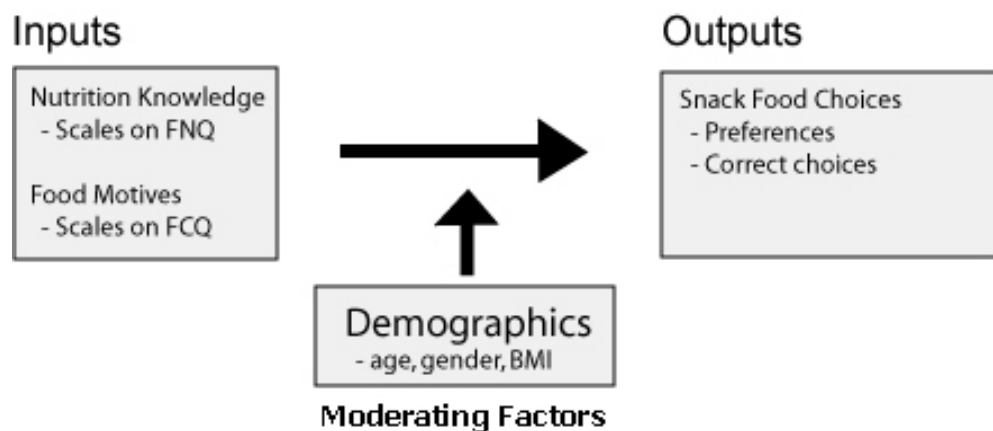 Inputs
Nutrition Knowledge
- Scales on FNQ
Food Motives
- Scales on FCQ
Outputs
Snack Food Choices
- Preferences
- Correct choices
Demographics
- age, gender, BMI
Moderating Factors